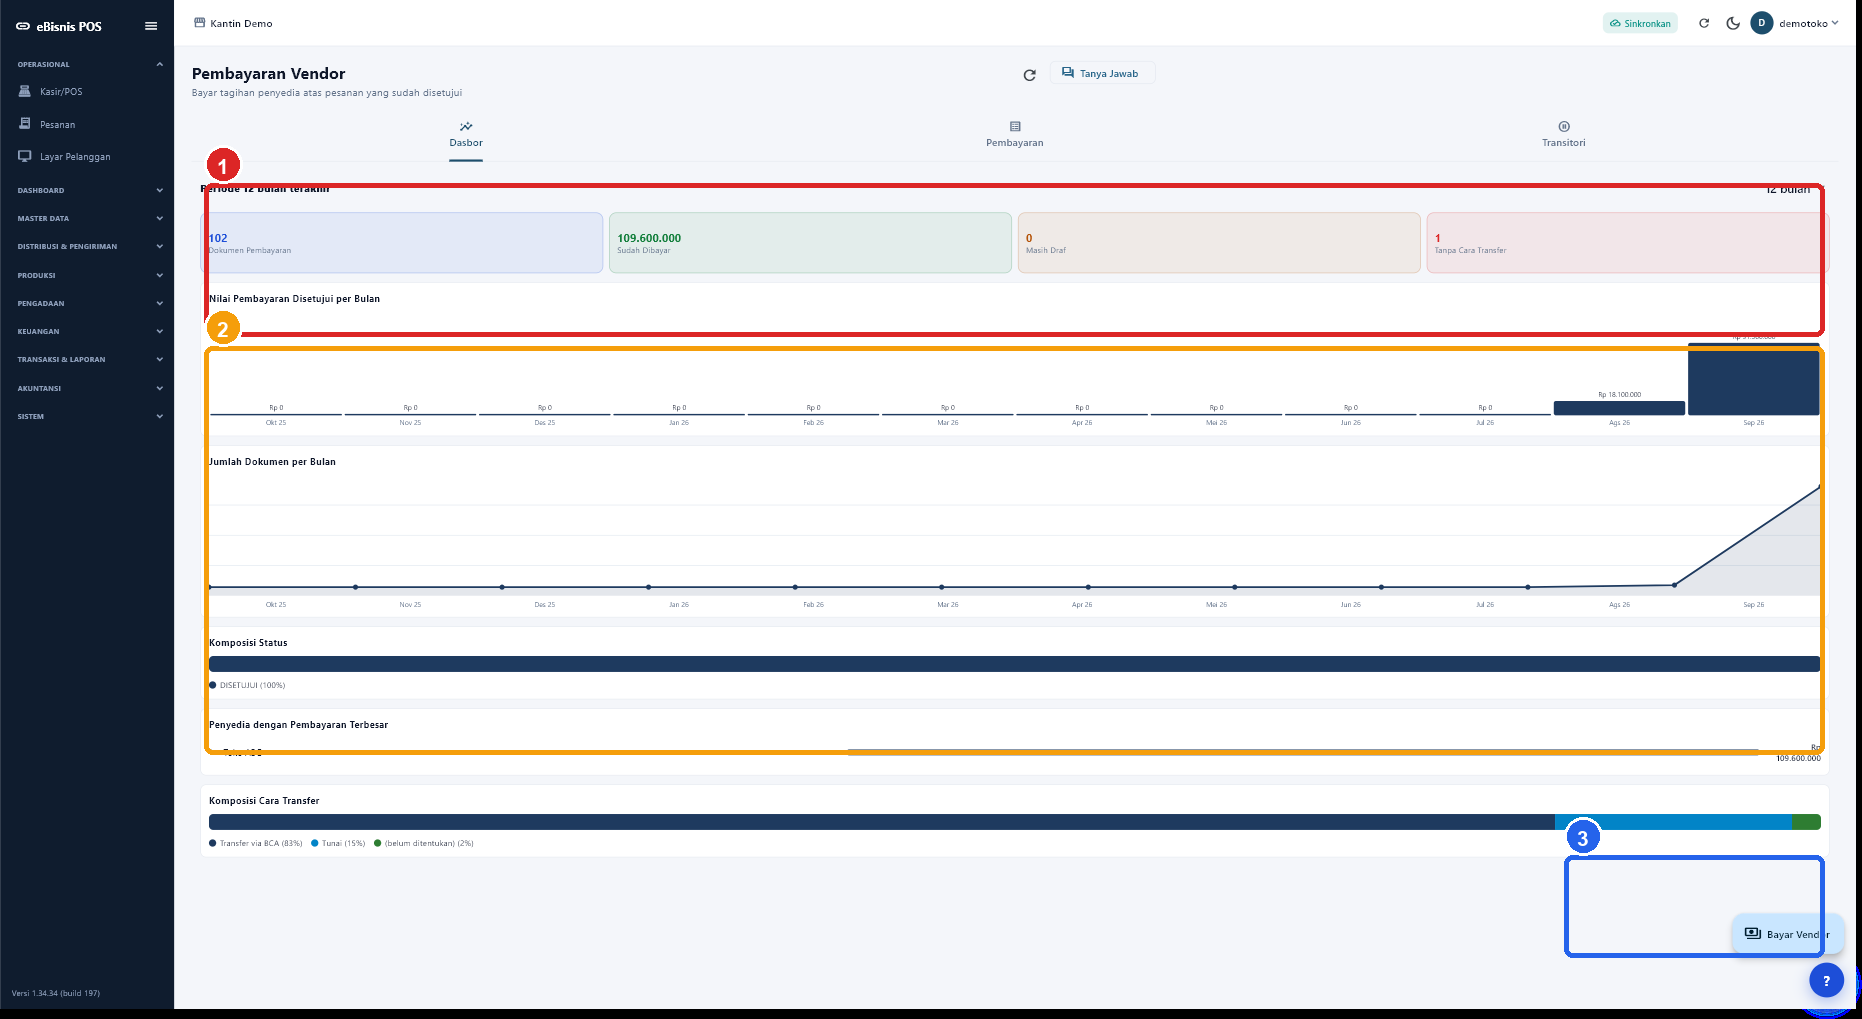 eBisnis POS
Kantin Demo
Sinkronkan
D
demotoko
OPERASIONAL
Kasir/POS
Pesanan
Layar Pelanggan
DASHBOARD
MASTER DATA
DISTRIBUSI & PENGIRIMAN
PRODUKSI
PENGADAAN
KEUANGAN
TRANSAKSI & LAPORAN
AKUNTANSI
SISTEM
Versi 1.34.34 (build 197)
Pembayaran Vendor
Bayar tagihan penyedia atas pesanan yang sudah disetujui
Tanya Jawab
Dasbor
Pembayaran
Transitori
1
Periode 12 bulan terakhir
12 bulan
102
Dokumen Pembayaran
109.600.000
Sudah Dibayar
0
Masih Draf
1
Tanpa Cara Transfer
Nilai Pembayaran Disetujui per Bulan
2
Rp 0
Rp 0
Rp 0
Rp 0
Rp 0
Rp 0
Rp 0
Rp 0
Rp 0
Rp 0
Rp 18.100.000
Okt 25
Nov 25
Des 25
Jan 26
Feb 26
Mar 26
Apr 26
Mei 26
Jun 26
Jul 26
Ags 26
Sep 26
Jumlah Dokumen per Bulan
Okt 25
Nov 25
Des 25
Jan 26
Feb 26
Mar 26
Apr 26
Mei 26
Jun 26
Jul 26
Ags 26
Sep 26
Komposisi Status
DISETUJUI (100%)
Penyedia dengan Pembayaran Terbesar
Rp
109.600.000
Komposisi Cara Transfer
Transfer via BCA (83%)
Tunai (15%)
(belum ditentukan) (2%)
3
Bayar Vendor
?